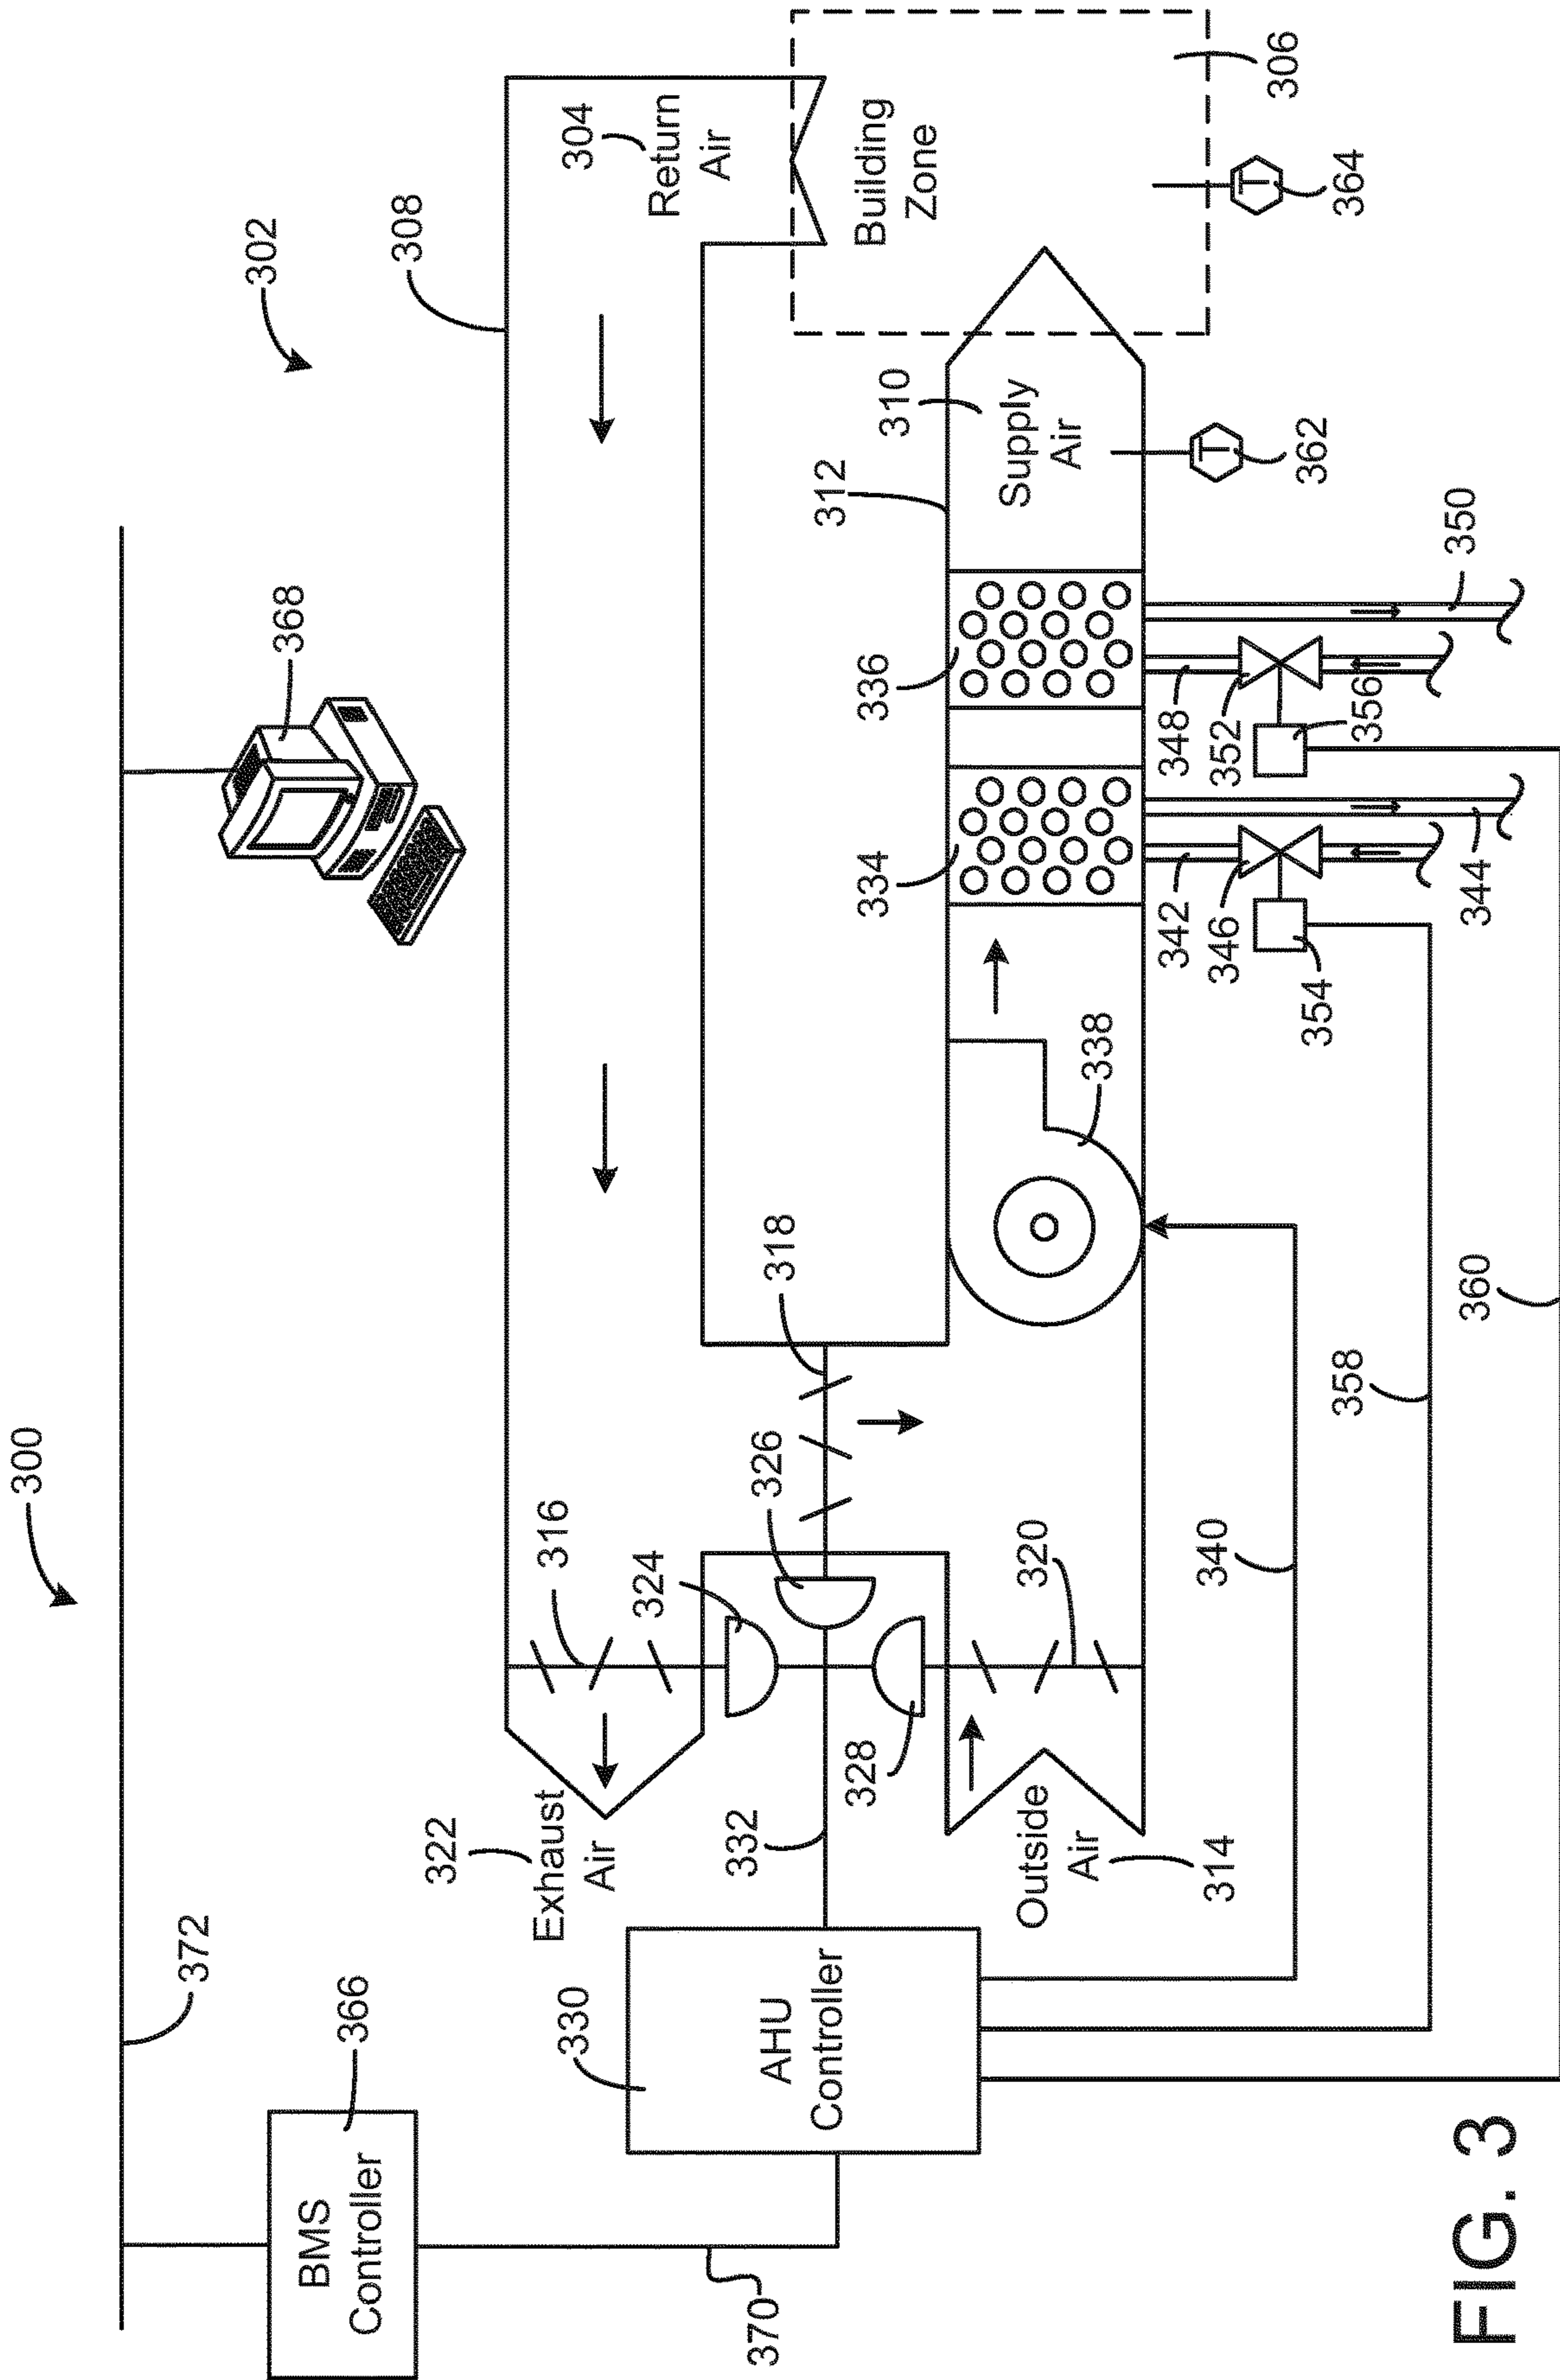 300
372
BMS
Controller
366
370
368
302
308
304
Return
Air
Building
Zone
306
364
322
Exhaust
Air
316
324
326
318
328
332
330
AHU
Controller
Outside
Air
314
320
340
338
334
336
312
310
Supply
Air
362
342
346
354
344
348
352
356
350
358
360
T
T
FIG. 3